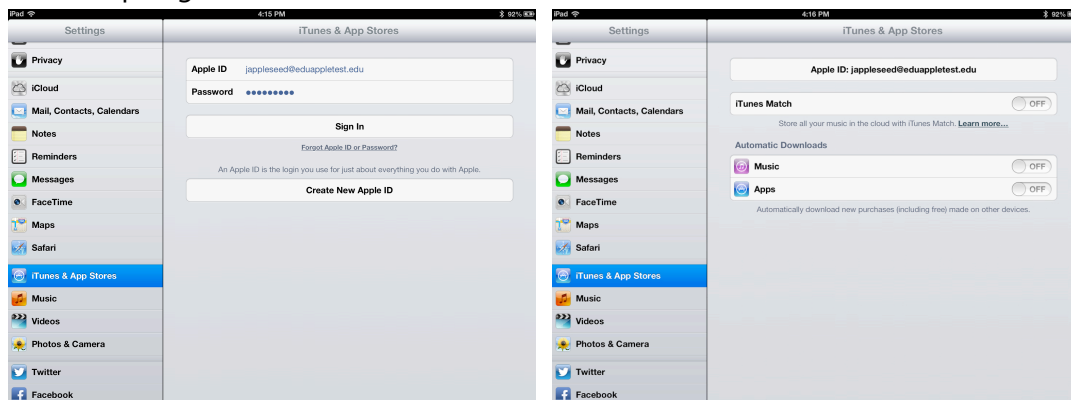 iPad 4:15 PM 92%
Settings
iTunes & App Stores
Privacy
iCloud
Mail, Contacts, Calendars
Notes
Reminders
Messages
FaceTime
Maps
Safari
iTunes & App Stores
Music
Videos
Photos & Camera
Twitter
Facebook
Apple ID jappleseed@eduappletest.edu
Password ●●●●●●●●●
Sign In
Forgot Apple ID or Password?
An Apple ID is the login you use for just about everything you do with Apple.
Create New Apple ID
iPad 4:16 PM 92%
Settings
iTunes & App Stores
Privacy
iCloud
Mail, Contacts, Calendars
Notes
Reminders
Messages
FaceTime
Maps
Safari
iTunes & App Stores
Music
Videos
Photos & Camera
Twitter
Facebook
Apple ID: jappleseed@eduappletest.edu
iTunes Match OFF
Store all your music in the cloud with iTunes Match. Learn more...
Automatic Downloads
Music OFF
Apps OFF
Automatically download new purchases (including free) made on other devices.